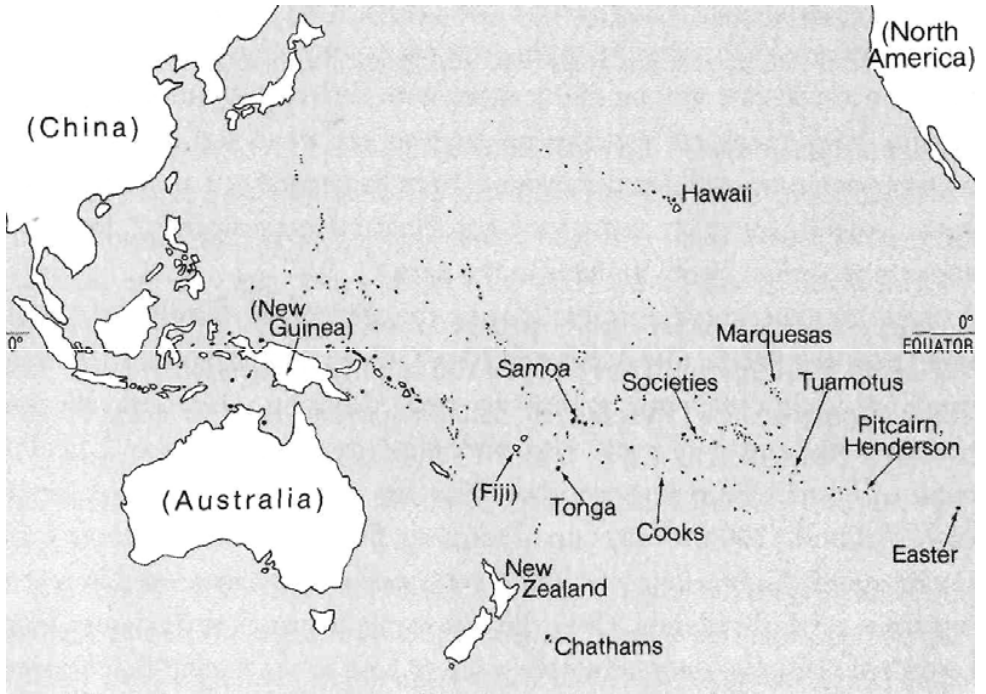 (North
America)
(China)
Hawaii
(New
Guinea)
0°
0°
EQUATOR
Marquesas
Samoa
Societies
Tuamotus
Pitcairn,
Henderson
(Australia)
(Fiji)
Tonga
Cooks
Easter
New
Zealand
Chathams